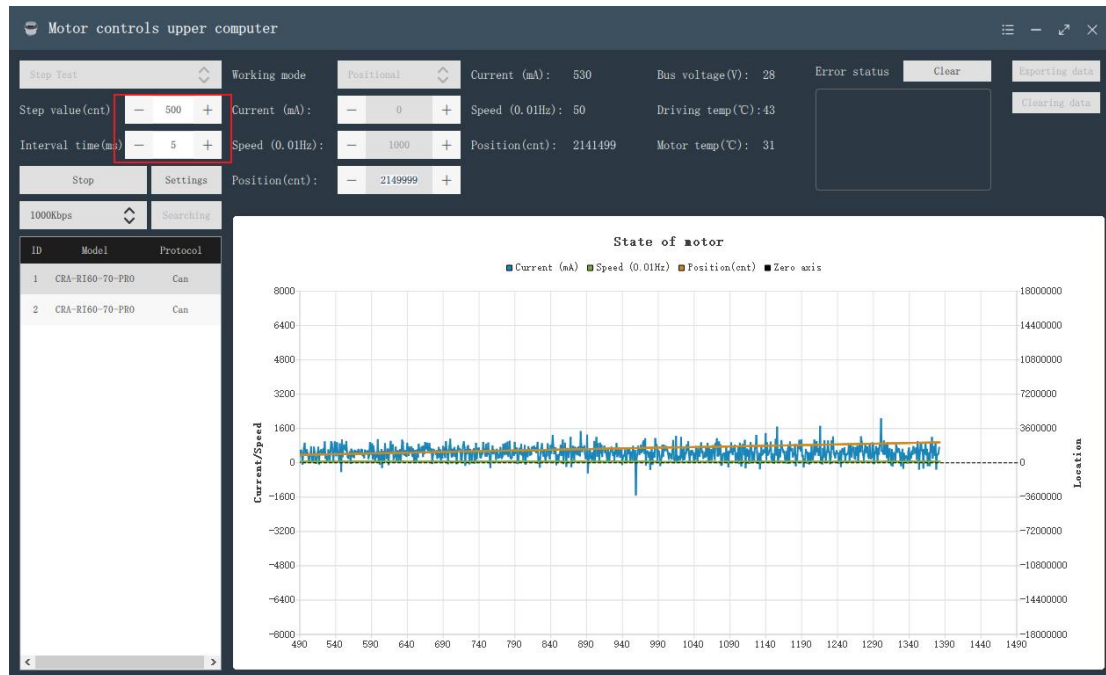 Motor controls upper computer
Stop Test
Working mode
Positional
Current (mA): 530
Bus voltage(V): 28
Error status
Clear
Exporting data
Step value(cnt) − 500 +
Current (mA): − 0 +
Speed (0.01Hz): 50
Driving temp(℃):43
Clearing data
Interval time(ms) − 5 +
Speed (0.01Hz): − 1000 +
Position(cnt): 2141499
Motor temp(℃): 31
Stop
Settings
Position(cnt): − 2149999 +
1000Kbps
Searching
ID Model Protocol
1 CRA-RI60-70-PRO Can
2 CRA-RI60-70-PRO Can
State of motor
Current (mA) Speed (0.01Hz) Position(cnt) Zero axis
8000 18000000
6400 14400000
4800 10800000
3200 7200000
1600 3600000
0 0
-1600 -3600000
-3200 -7200000
-4800 -10800000
-6400 -14400000
-8000 -18000000
Current/Speed
Location
490 540 590 640 690 740 790 840 890 940 990 1040 1090 1140 1190 1240 1290 1340 1390 1440 1490